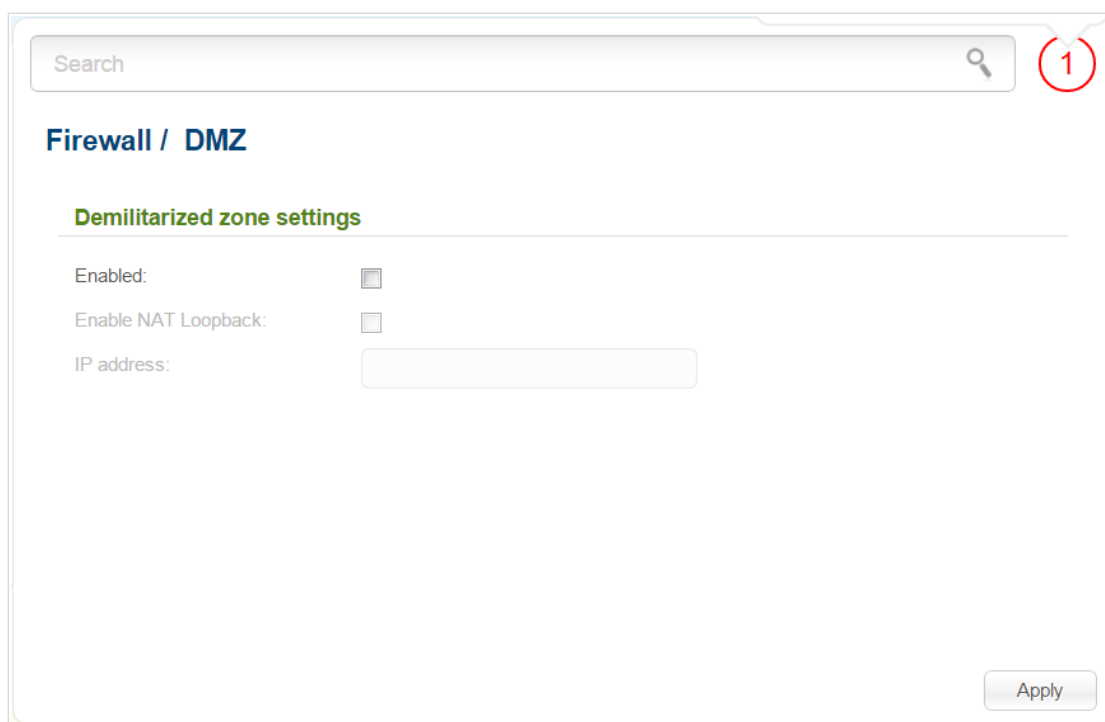 Search
1
Firewall / DMZ
Demilitarized zone settings
Enabled:
Enable NAT Loopback:
IP address:
Apply